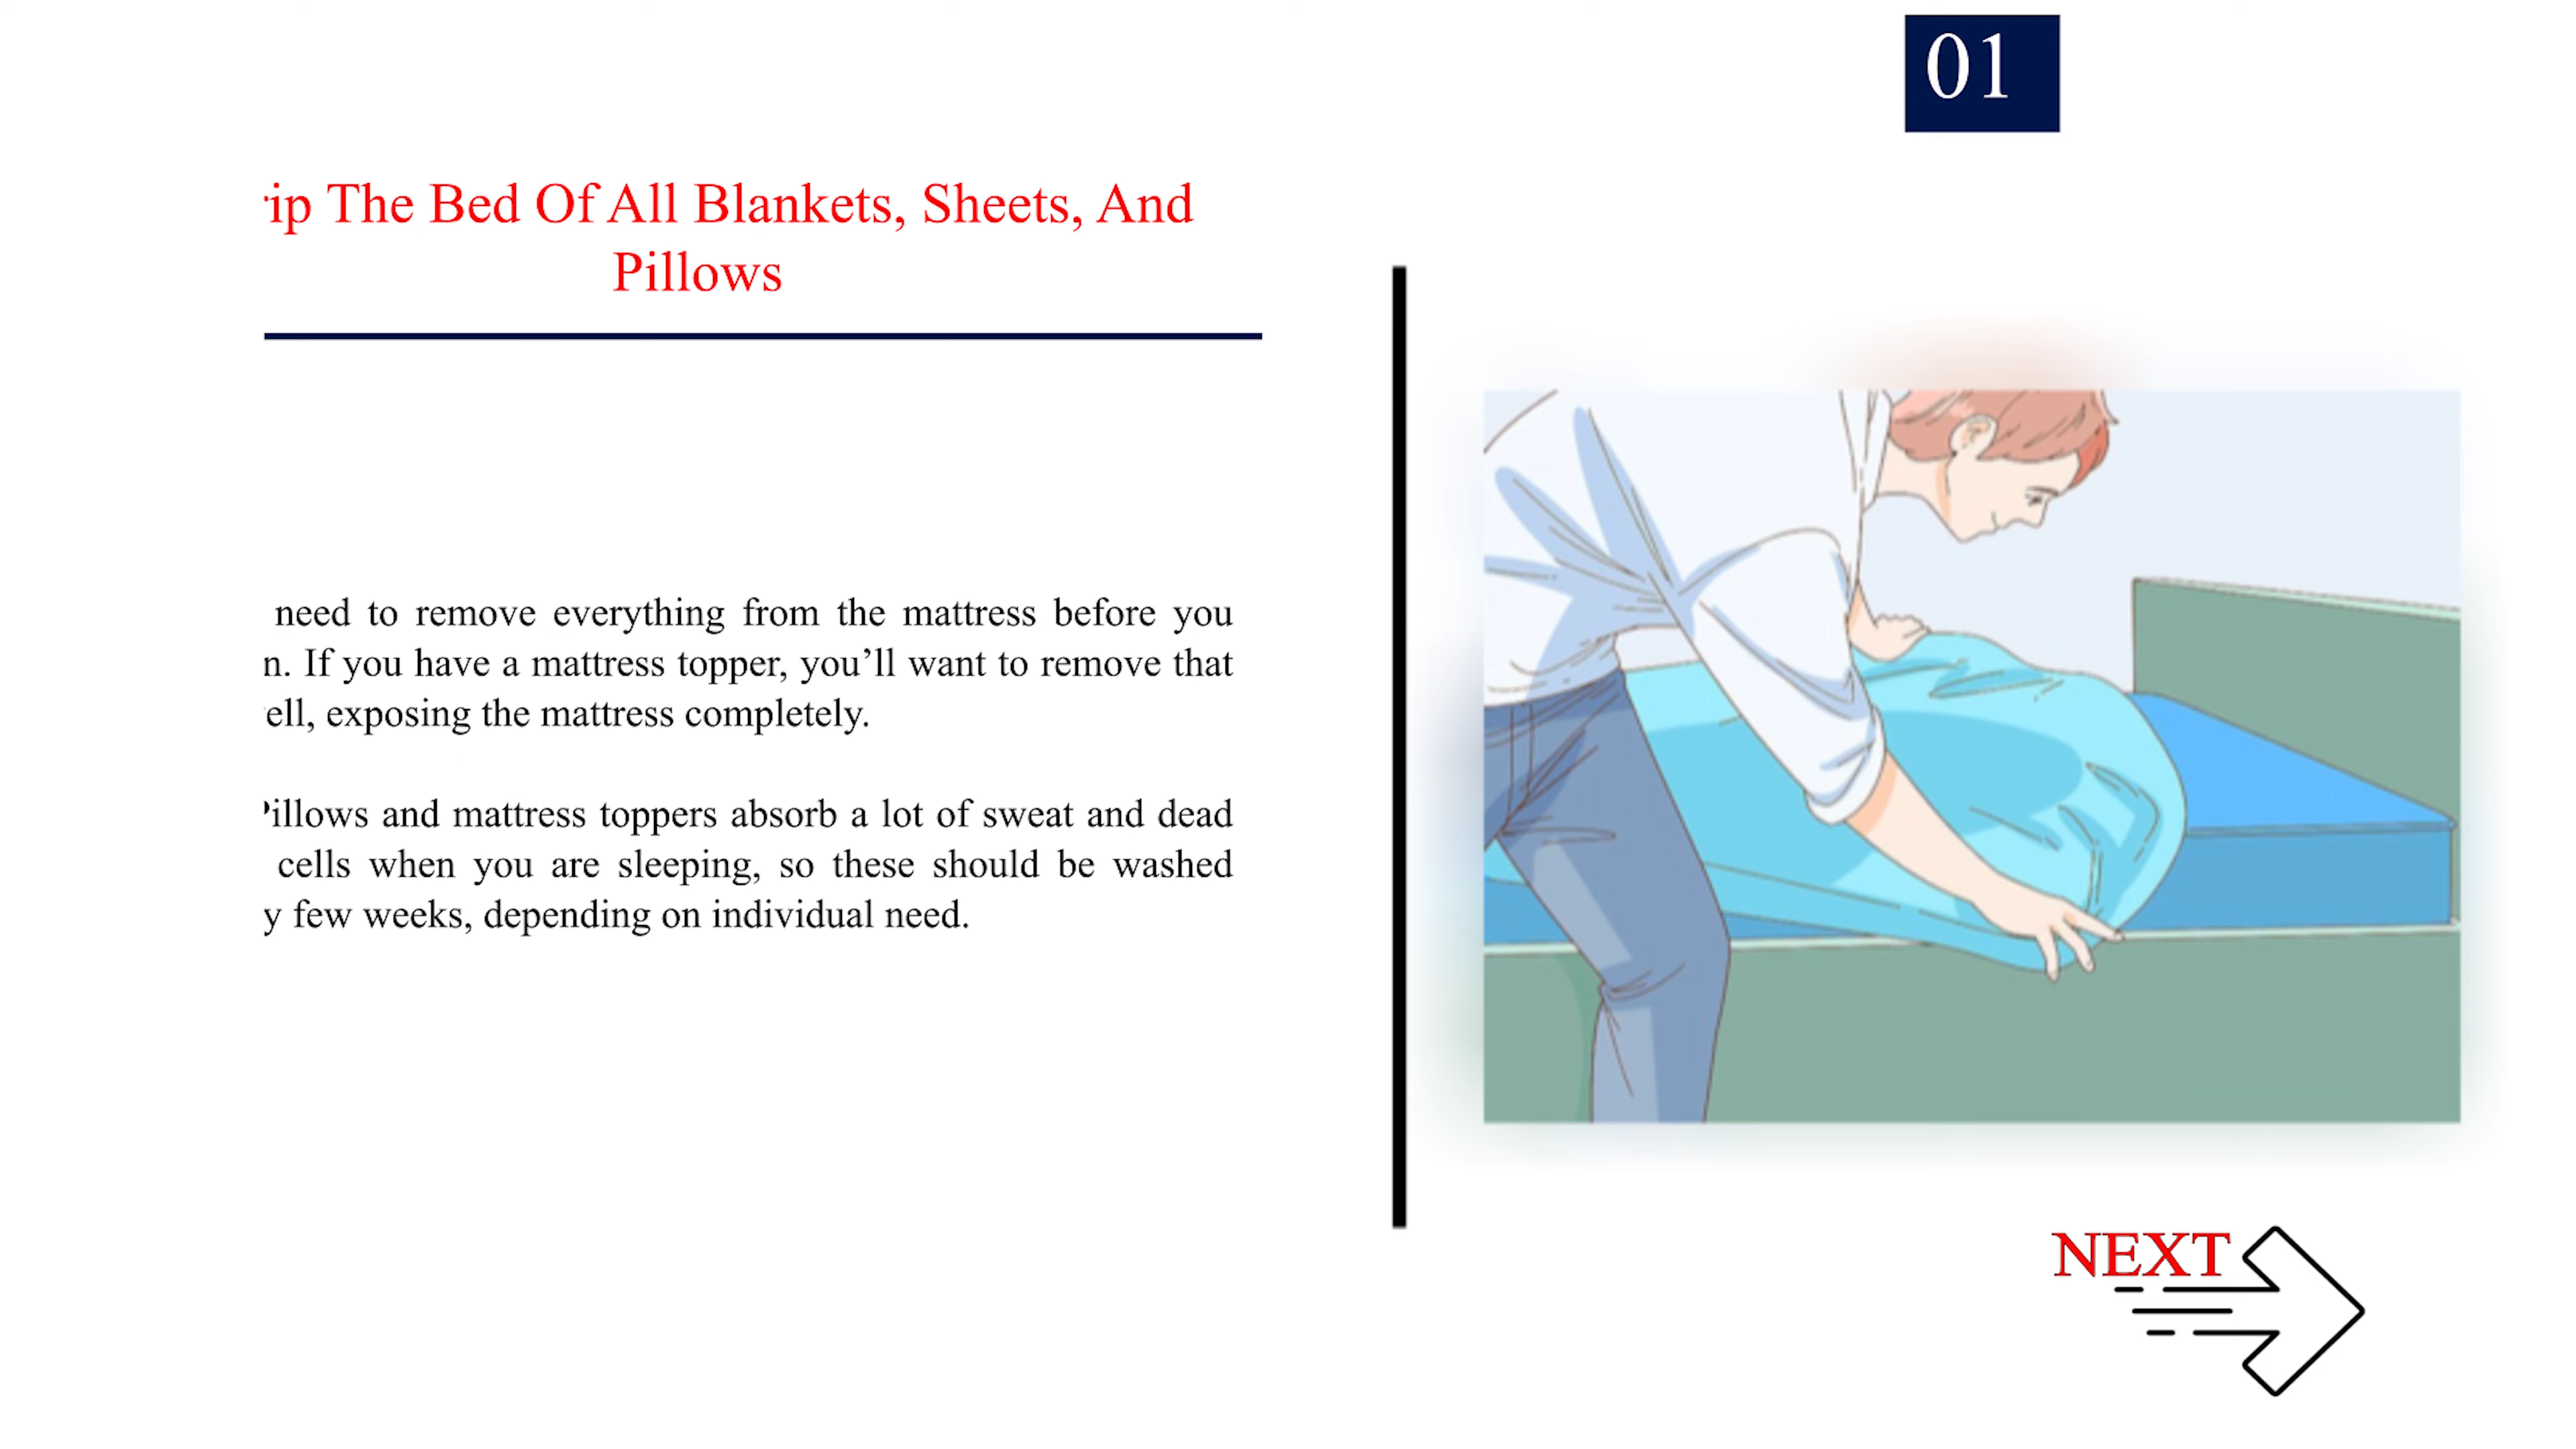 01
ip The Bed Of All Blankets, Sheets, And
Pillows
need to remove everything from the mattress before you
n. If you have a mattress topper, you’ll want to remove that
ell, exposing the mattress completely.
illows and mattress toppers absorb a lot of sweat and dead
cells when you are sleeping, so these should be washed
y few weeks, depending on individual need.
NEXT